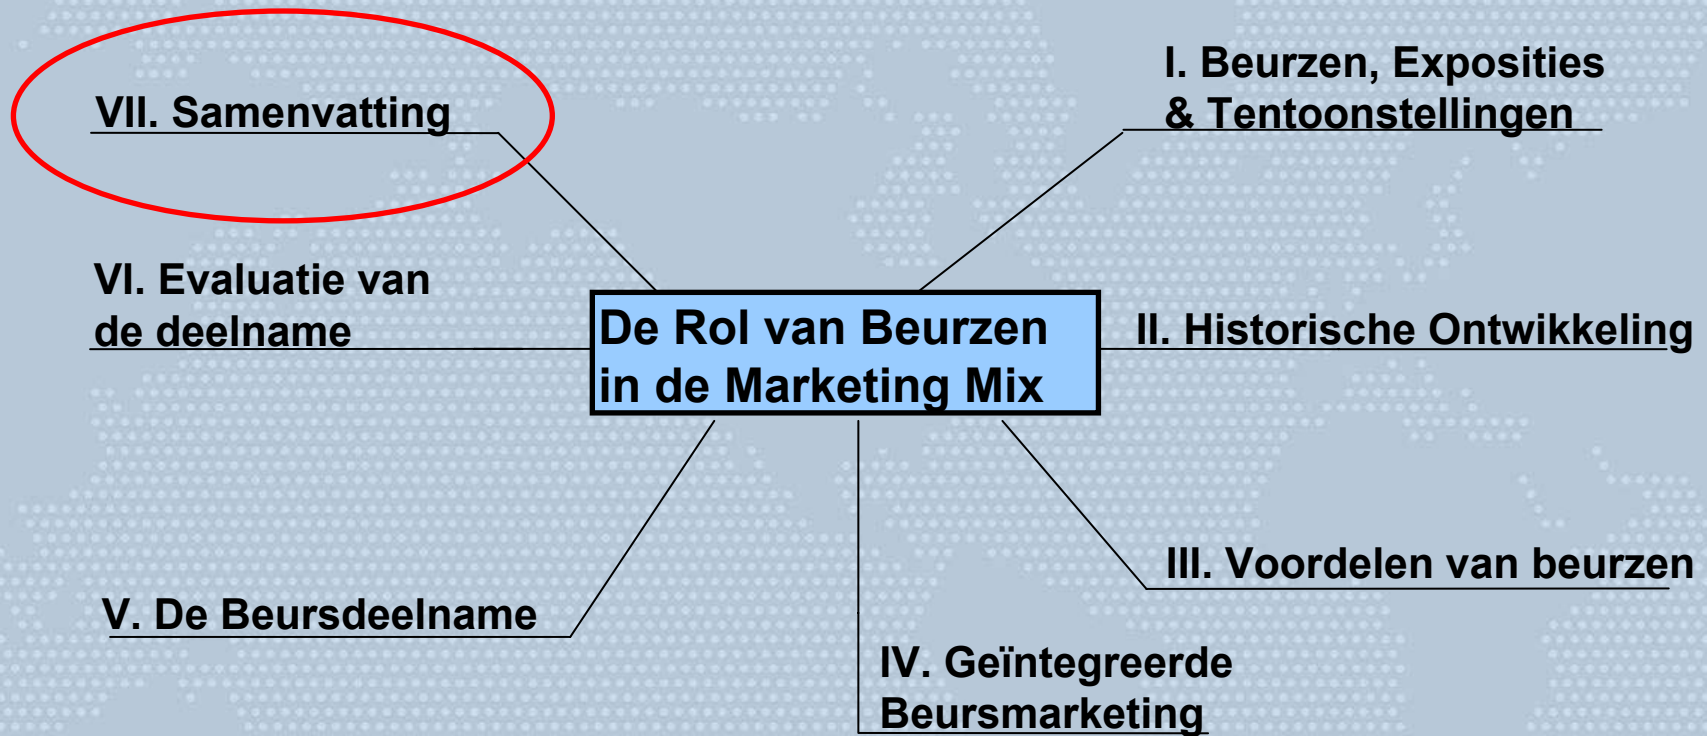 De Rol van Beurzen
in de Marketing Mix
I. Beurzen, Exposities
& Tentoonstellingen
II. Historische Ontwikkeling
III. Voordelen van beurzen
IV. Geïntegreerde
Beursmarketing
V. De Beursdeelname
VI. Evaluatie van
de deelname
VII. Samenvatting